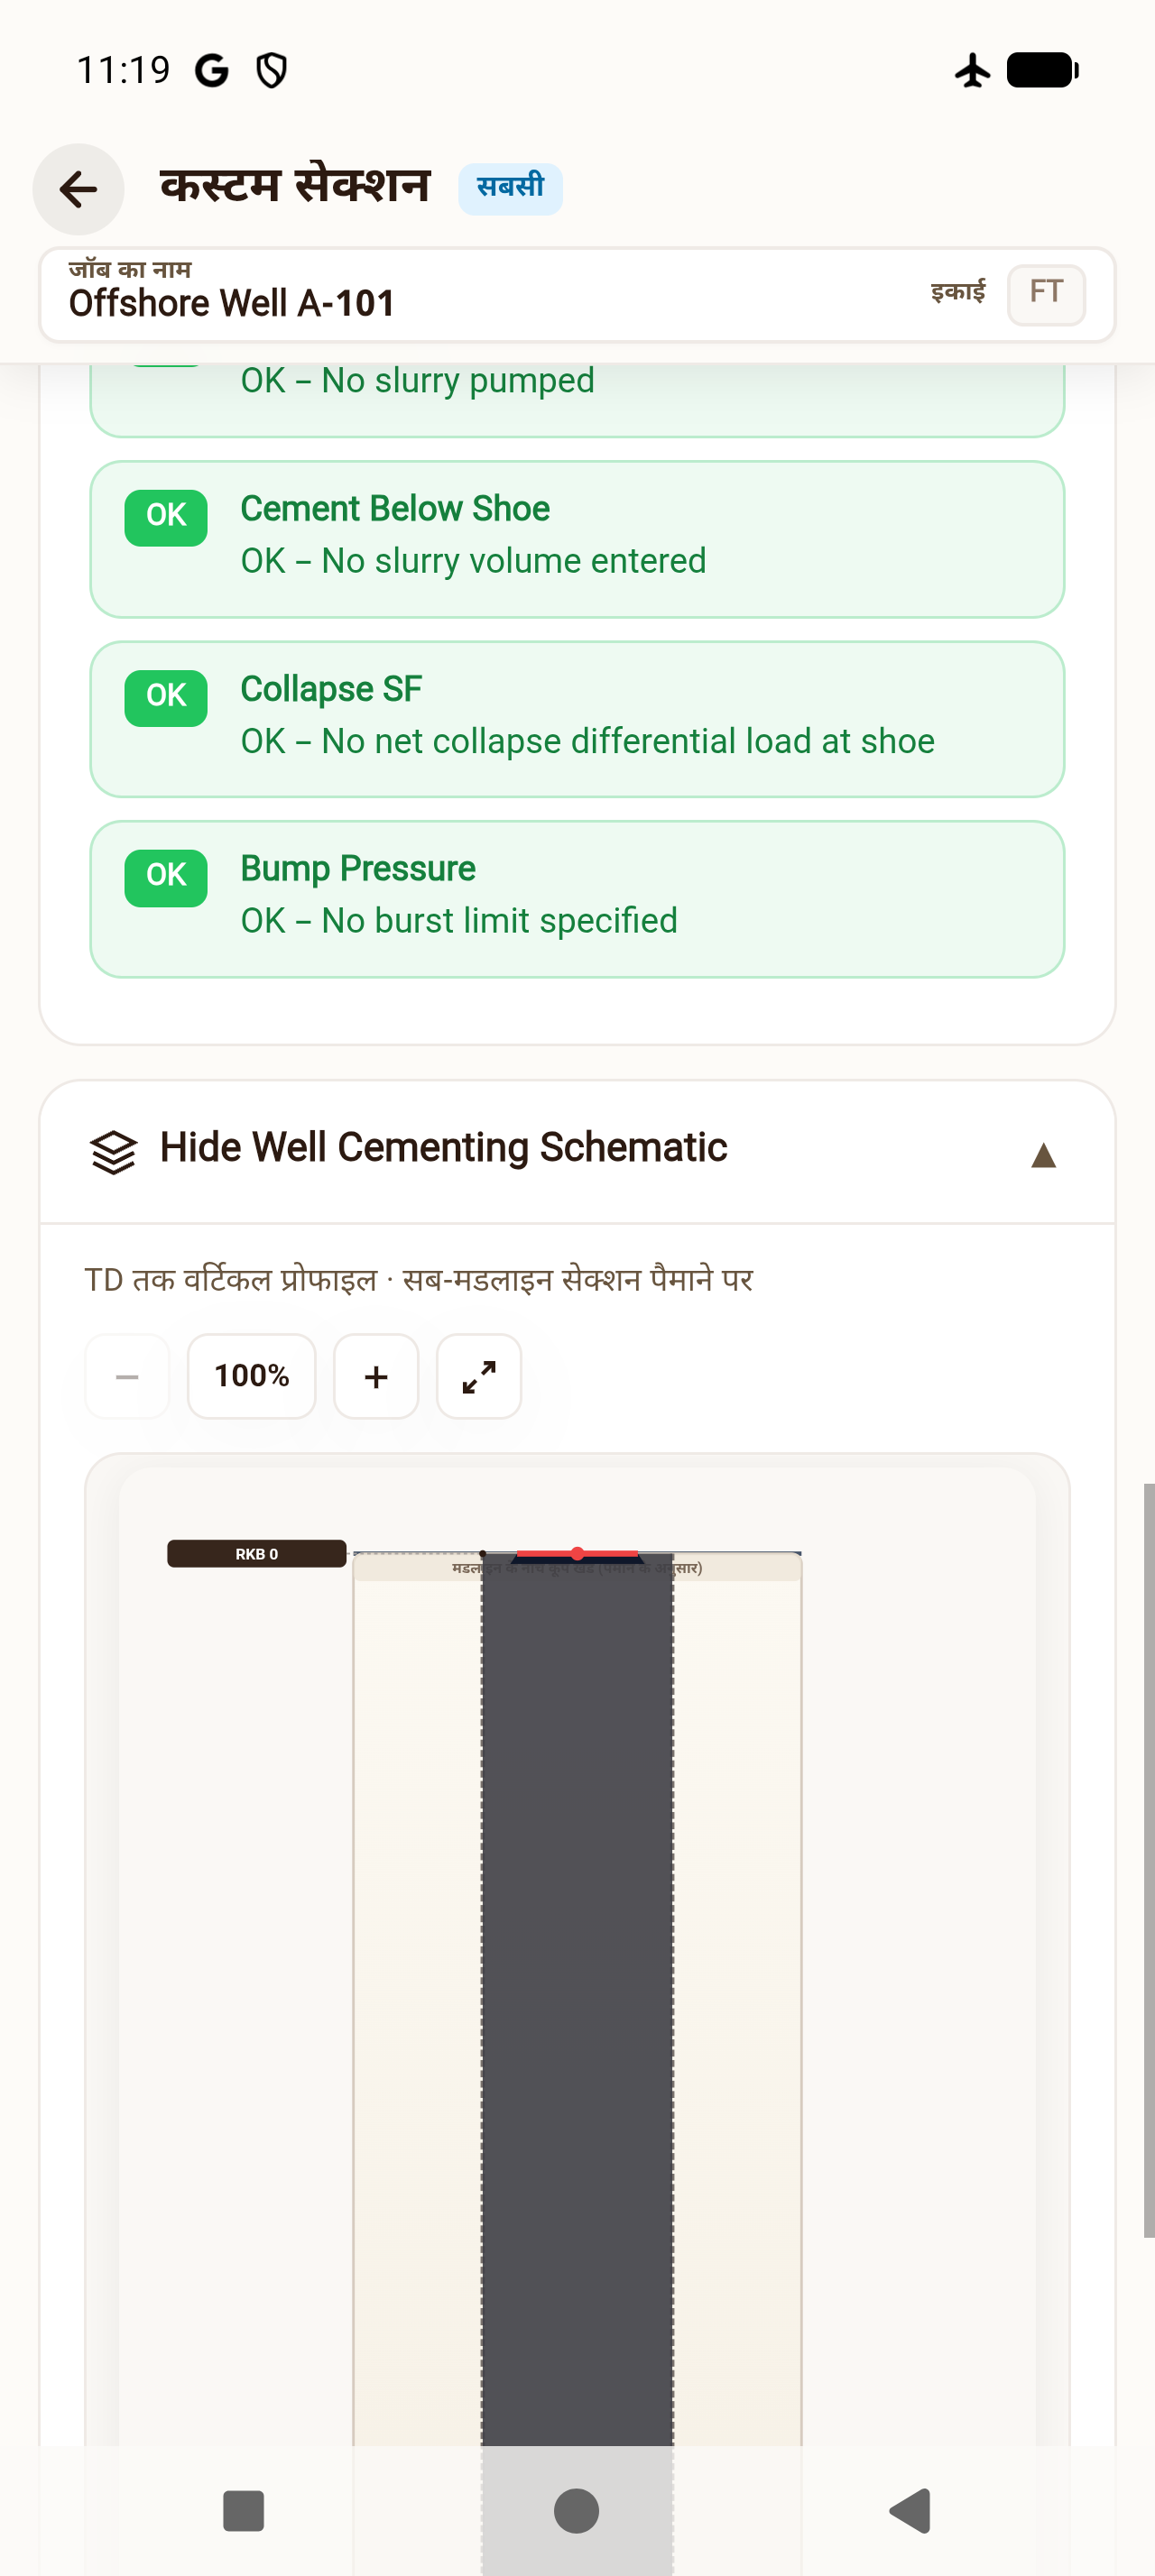 11:19
कस्टम सेक्शन
सबसी
जॉब का नाम
Offshore Well A-101
इकाई
FT
OK – No slurry pumped
OK
Cement Below Shoe
OK – No slurry volume entered
OK
Collapse SF
OK – No net collapse differential load at shoe
OK
Bump Pressure
OK – No burst limit specified
Hide Well Cementing Schematic
TD तक वर्टिकल प्रोफाइल · सब-मडलाइन सेक्शन पैमाने पर
100%
RKB 0
मडलाइन के नीचे कूप खंड (पैमाने के अनुसार)